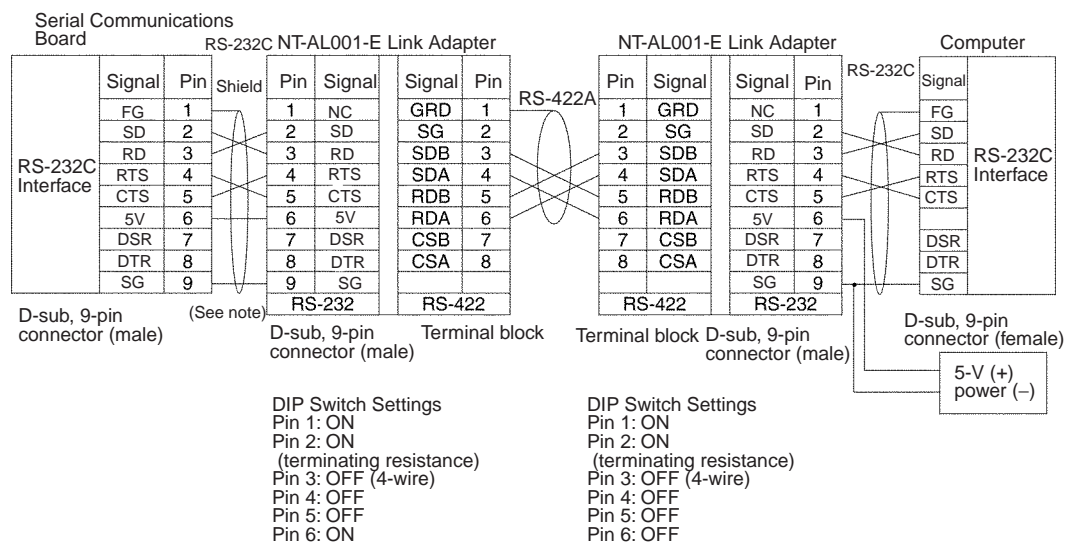 Serial Communications
Board
RS-232C NT-AL001-E Link Adapter
NT-AL001-E Link Adapter
Computer
Signal Pin Shield Pin Signal Signal Pin RS-422A Pin Signal Signal Pin RS-232C Signal
FG 1 1 NC GRD 1 1 GRD NC 1 FG
SD 2 2 SD SG 2 2 SG SD 2 SD
RD 3 3 RD SDB 3 3 SDB RD 3 RD
RS-232C
Interface
RTS 4 4 RTS SDA 4 4 SDA RTS 4 RTS
RS-232C
Interface
CTS 5 5 CTS RDB 5 5 RDB CTS 5 CTS
5V 6 6 5V RDA 6 6 RDA 5V 6
DSR 7 7 DSR CSB 7 7 CSB DSR 7 DSR
DTR 8 8 DTR CSA 8 8 CSA DTR 8 DTR
SG 9 9 SG SG 9 SG
(See note) RS-232 RS-422 RS-422 RS-232
D-sub, 9-pin
connector (male)
D-sub, 9-pin
connector (male)
Terminal block
Terminal block
D-sub, 9-pin
connector (male)
D-sub, 9-pin
connector (female)
5-V (+)
power (–)
DIP Switch Settings
Pin 1: ON
Pin 2: ON
(terminating resistance)
Pin 3: OFF (4-wire)
Pin 4: OFF
Pin 5: OFF
Pin 6: ON
DIP Switch Settings
Pin 1: ON
Pin 2: ON
(terminating resistance)
Pin 3: OFF (4-wire)
Pin 4: OFF
Pin 5: OFF
Pin 6: OFF